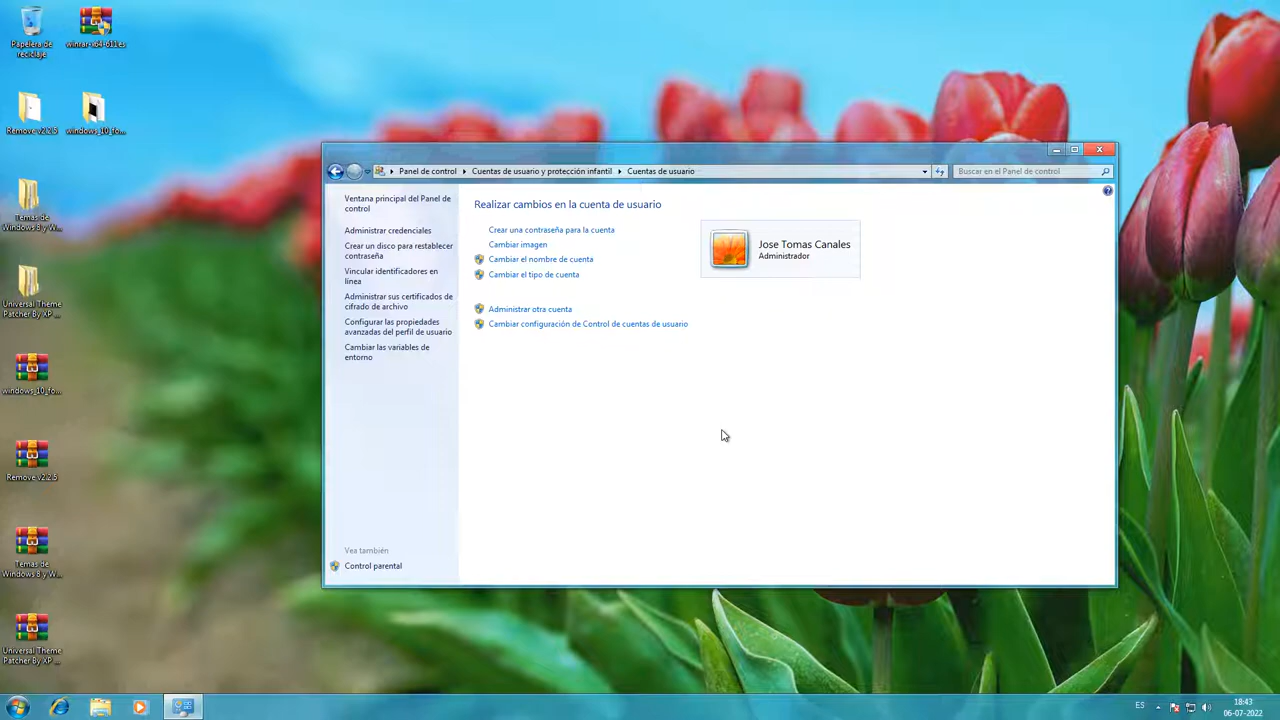 Papelera de
reciclaje
winrar-x64-611es
Remove v2.2.5
windows_10_fo...
Temas de
Windows 8 y W...
Universal Theme
Patcher By XP ...
windows_10_fo...
Remove v2.2.5
Temas de
Windows 8 y W...
Universal Theme
Patcher By XP ...
Panel de control
Cuentas de usuario y protección infantil
Cuentas de usuario
Buscar en el Panel de control
Ventana principal del Panel de
control
Administrar credenciales
Crear un disco para restablecer
contraseña
Vincular identificadores en
línea
Administrar sus certificados de
cifrado de archivo
Configurar las propiedades
avanzadas del perfil de usuario
Cambiar las variables de
entorno
Vea también
Control parental
Realizar cambios en la cuenta de usuario
Crear una contraseña para la cuenta
Cambiar imagen
Cambiar el nombre de cuenta
Cambiar el tipo de cuenta
Administrar otra cuenta
Cambiar configuración de Control de cuentas de usuario
Jose Tomas Canales
Administrador
ES
18:43
06-07-2022